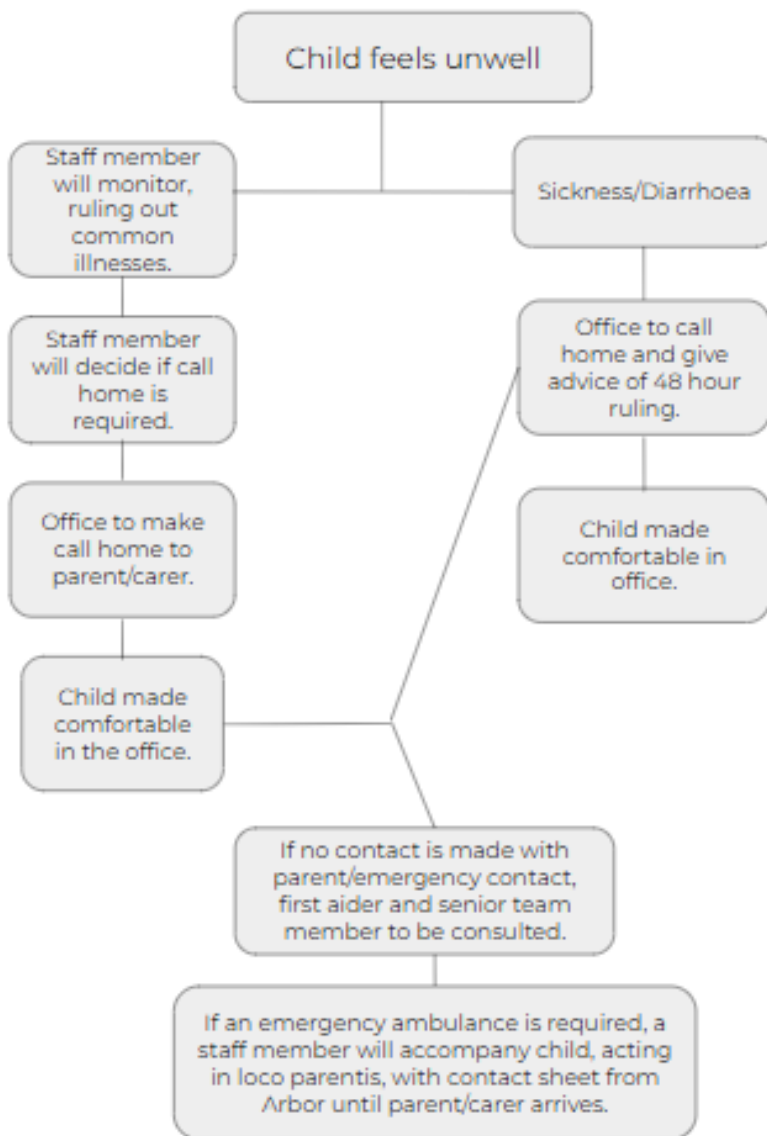 Child feels unwell
Staff member
will monitor,
ruling out
common
illnesses.
Sickness/Diarrhoea
Staff member
will decide if call
home is
required.
Office to call
home and give
advice of 48 hour
ruling.
Office to make
call home to
parent/carer.
Child made
comfortable in
office.
Child made
comfortable
in the office.
If no contact is made with
parent/emergency contact,
first aider and senior team
member to be consulted.
If an emergency ambulance is required, a
staff member will accompany child, acting
in loco parentis, with contact sheet from
Arbor until parent/carer arrives.